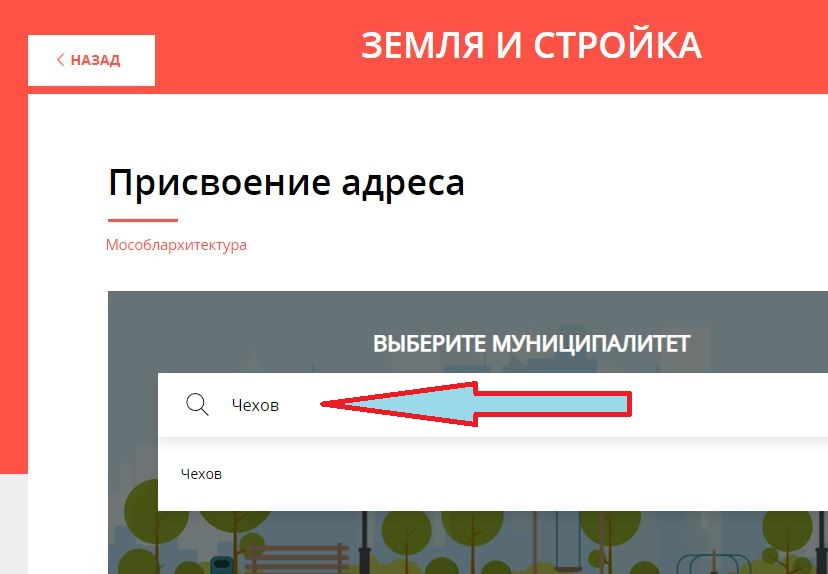 ЗЕМЛЯ И СТРОЙКА
НАЗАД
Присвоение адреса
Мособлархитектура
ВЫБЕРИТЕ МУНИЦИПАЛИТЕТ
Чехов
Чехов